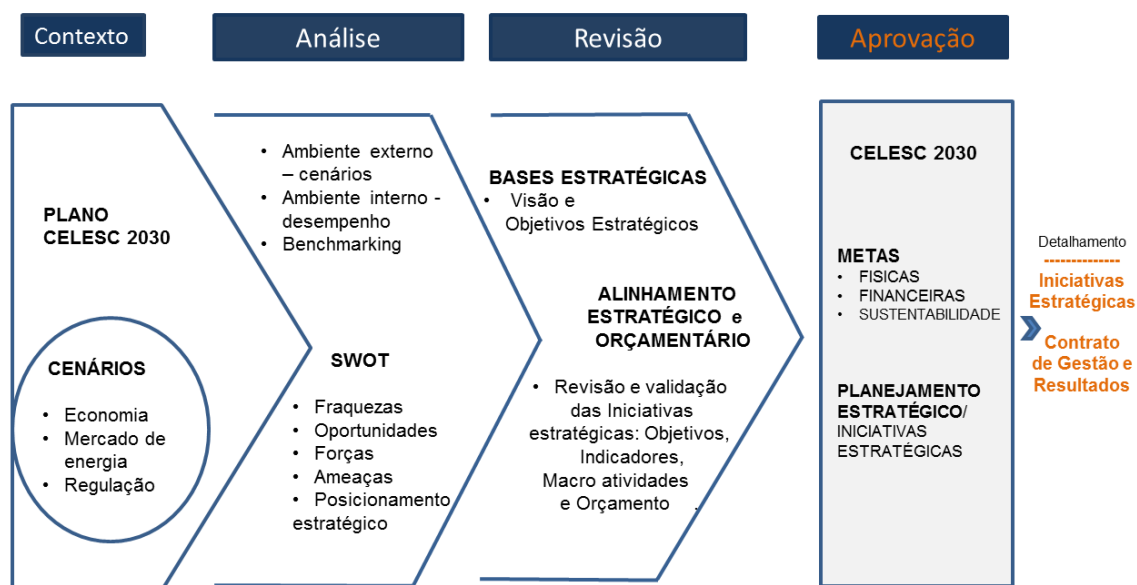 Contexto
Análise
Revisão
Aprovação
PLANO
CELESC 2030
CENÁRIOS
• Economia
• Mercado de
energia
• Regulação
• Ambiente externo
– cenários
• Ambiente interno -
desempenho
• Benchmarking
SWOT
• Fraquezas
• Oportunidades
• Forças
• Ameaças
• Posicionamento
estratégico
BASES ESTRATÉGICAS
• Visão e
Objetivos Estratégicos
ALINHAMENTO
ESTRATÉGICO e
ORÇAMENTÁRIO
• Revisão e validação
das Iniciativas
estratégicas: Objetivos,
Indicadores,
Macro atividades
e Orçamento .
CELESC 2030
METAS
• FISICAS
• FINANCEIRAS
• SUSTENTABILIDADE
PLANEJAMENTO
ESTRATÉGICO/
INICIATIVAS
ESTRATÉGICAS
Detalhamento
--------------
Iniciativas
Estratégicas
Contrato
de Gestão e
Resultados